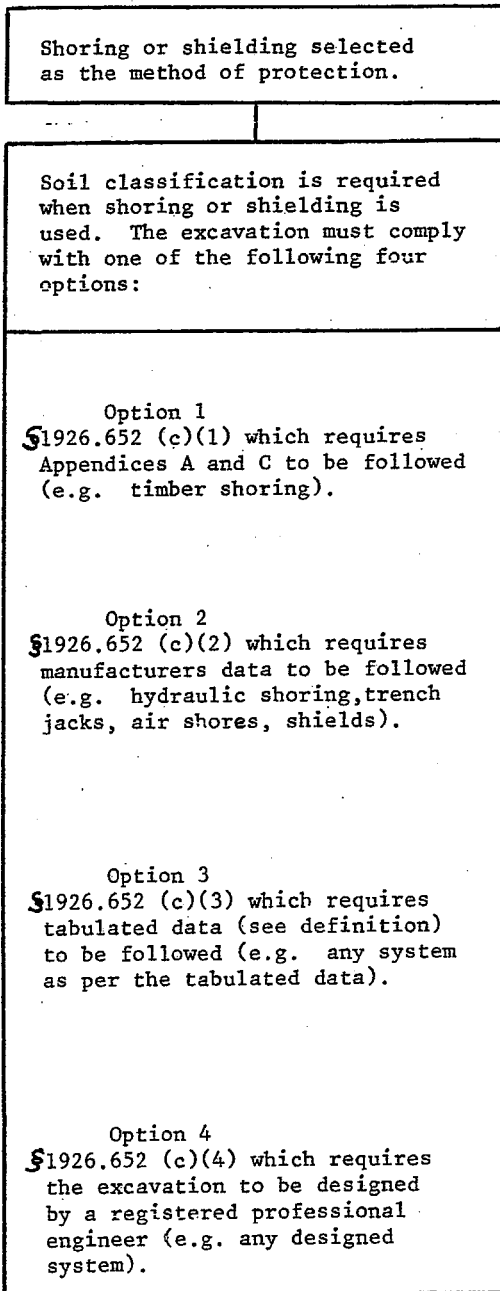 Shoring or shielding selected
as the method of protection.
Soil classification is required
when shoring or shielding is
used. The excavation must comply
with one of the following four
options:
Option 1
§1926.652 (c)(1) which requires
Appendices A and C to be followed
(e.g. timber shoring).
Option 2
§1926.652 (c)(2) which requires
manufacturers data to be followed
(e.g. hydraulic shoring,trench
jacks, air shores, shields).
Option 3
§1926.652 (c)(3) which requires
tabulated data (see definition)
to be followed (e.g. any system
as per the tabulated data).
Option 4
§1926.652 (c)(4) which requires
the excavation to be designed
by a registered professional
engineer (e.g. any designed
system).